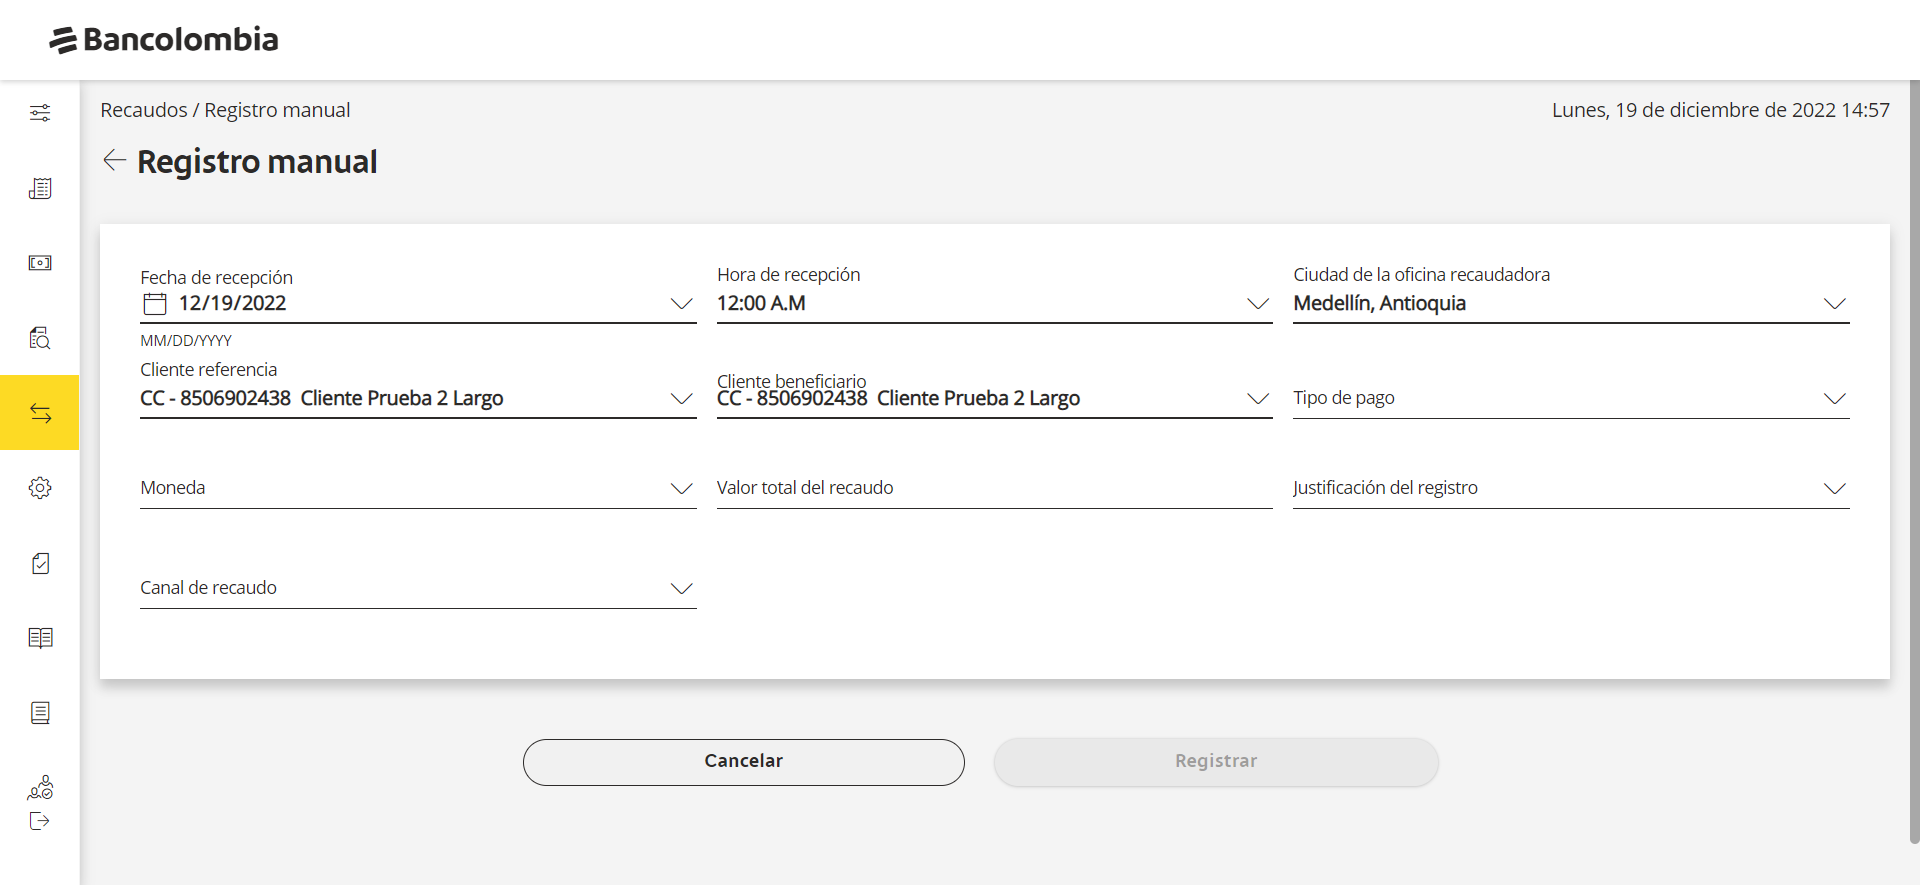 Bancolombia
Recaudos / Registro manual
Lunes, 19 de diciembre de 2022 14:57
Registro manual
Fecha de recepción
12/19/2022
MM/DD/YYYY
Hora de recepción
12:00 A.M
Ciudad de la oficina recaudadora
Medellín, Antioquia
Cliente referencia
CC - 8506902438 Cliente Prueba 2 Largo
Cliente beneficiario
CC - 8506902438 Cliente Prueba 2 Largo
Tipo de pago
Moneda
Valor total del recaudo
Justificación del registro
Canal de recaudo
Cancelar
Registrar